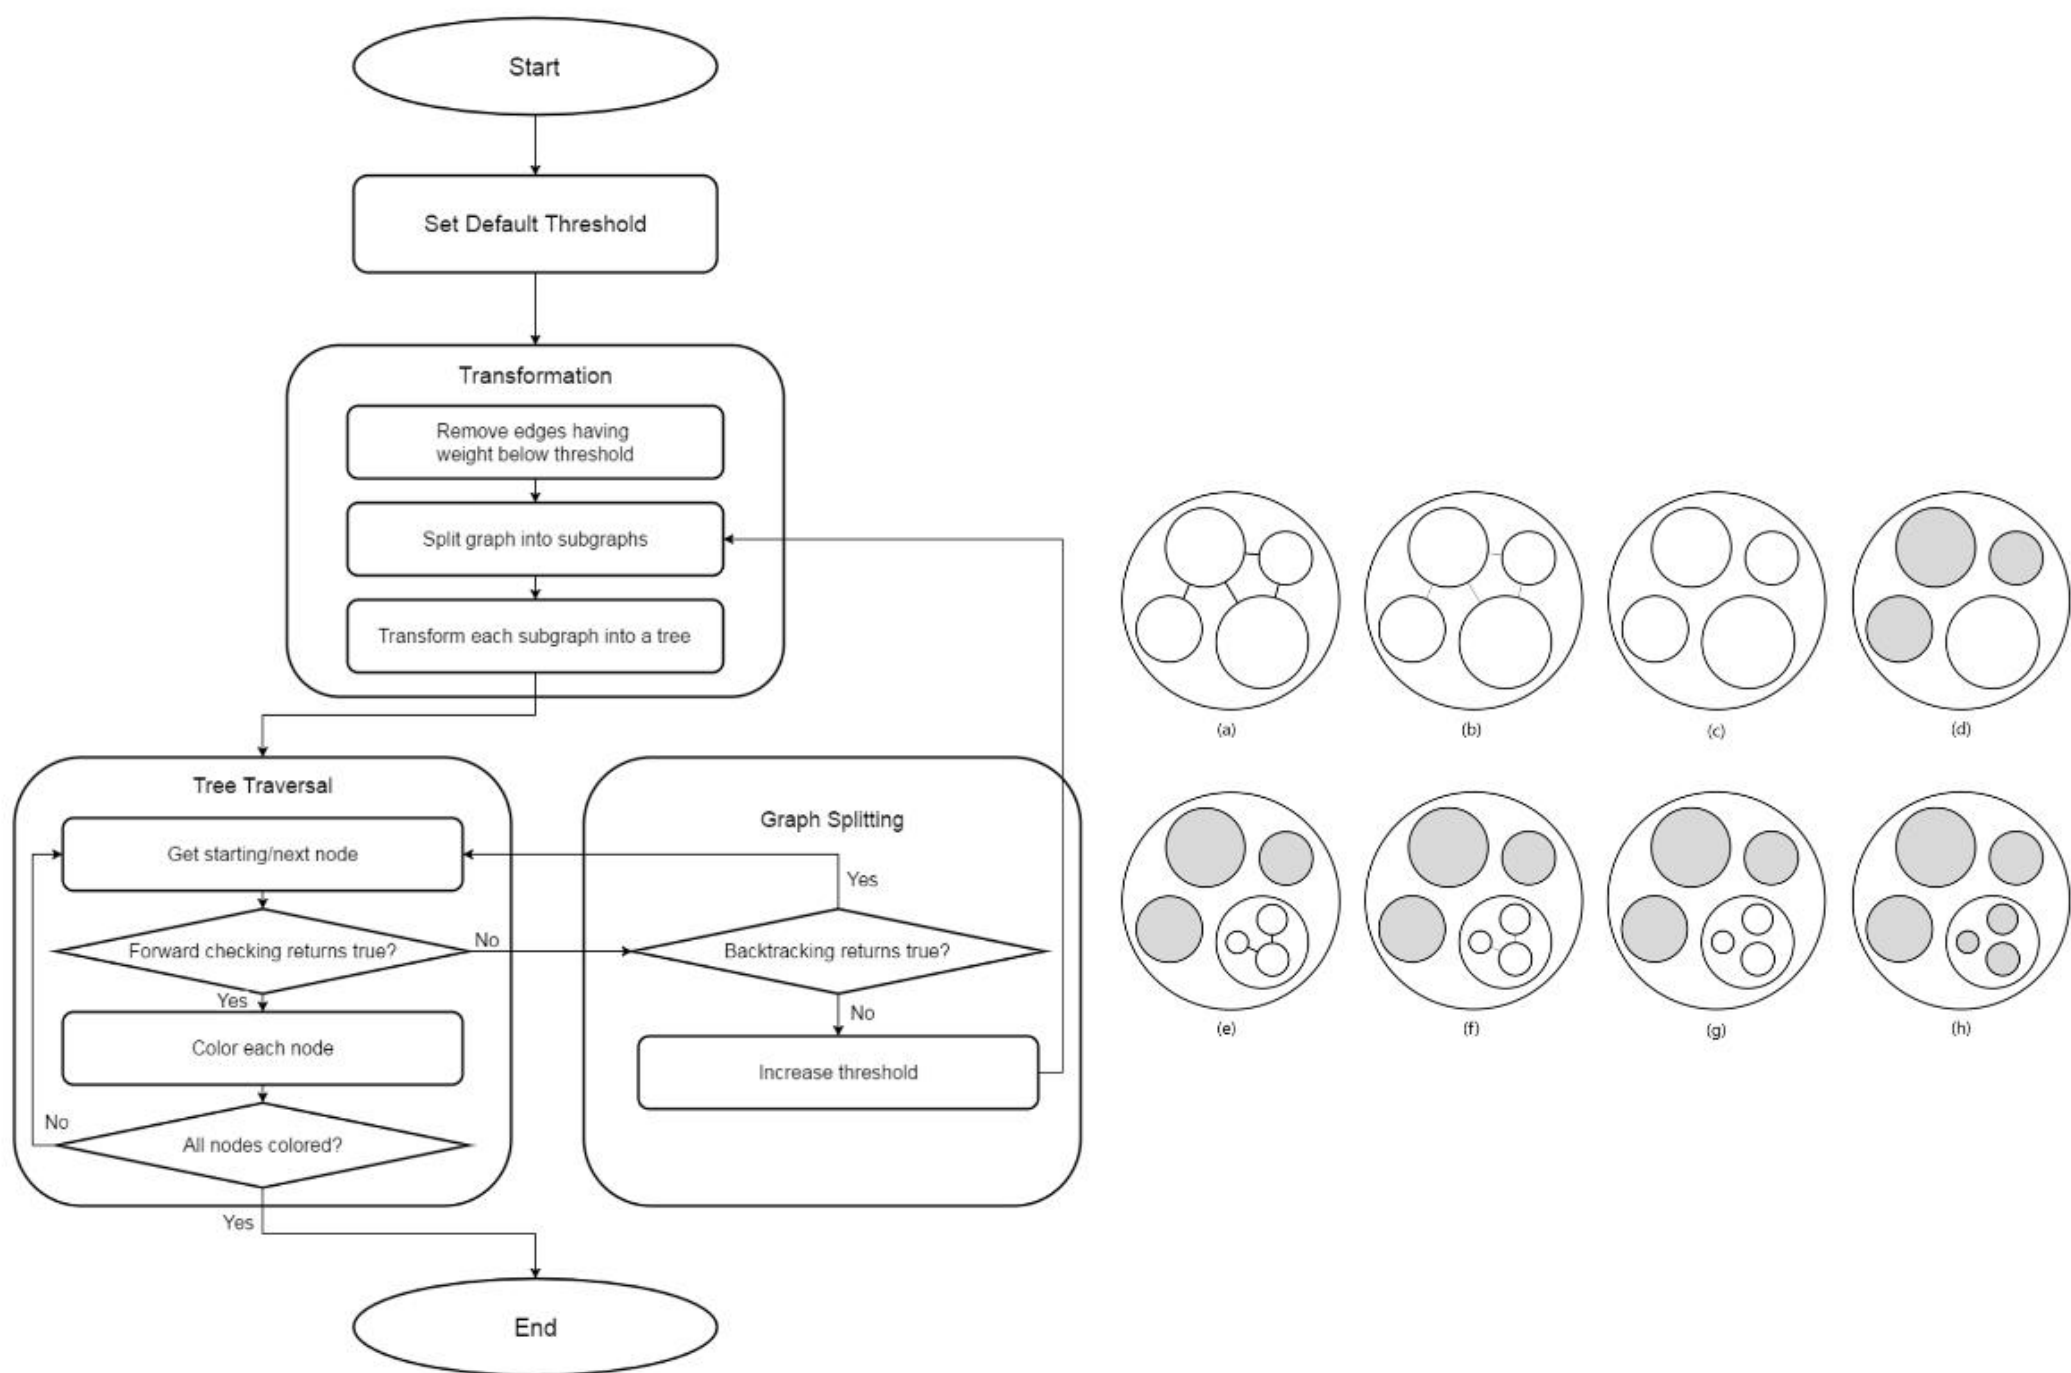 Start
Set Default Threshold
Transformation
Remove edges having
weight below threshold
Split graph into subgraphs
Transform each subgraph into a tree
Tree Traversal
Get starting/next node
Forward checking returns true?
No
Yes
Color each node
All nodes colored?
No
Yes
Graph Splitting
Yes
Backtracking returns true?
No
Increase threshold
End
(a)
(b)
(c)
(d)
(e)
(f)
(g)
(h)